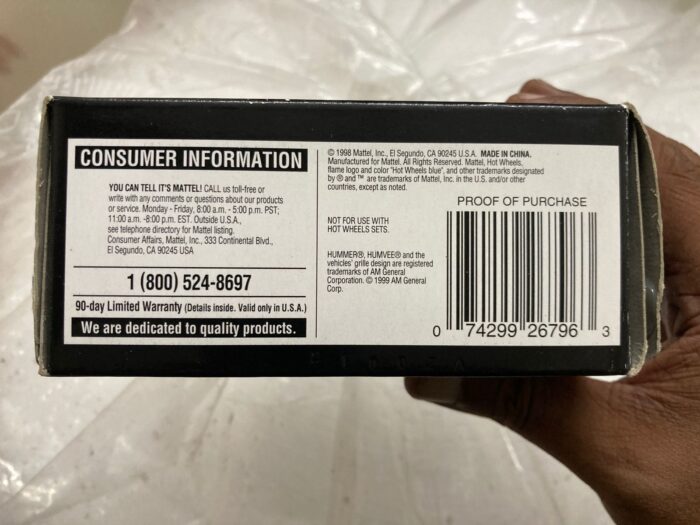 CONSUMER INFORMATION
YOU CAN TELL IT'S MATTEL! CALL us toll-free or
write with any comments or questions about our products
or service. Monday - Friday, 8:00 a.m. - 5:00 p.m. PST;
11:00 a.m. -8:00 p.m. EST. Outside U.S.A.,
see telephone directory for Mattel listing.
Consumer Affairs, Mattel, Inc., 333 Continental Blvd.,
El Segundo, CA 90245 USA
1 (800) 524-8697
90-day Limited Warranty (Details inside. Valid only in U.S.A.)
We are dedicated to quality products.
© 1998 Mattel, Inc., El Segundo, CA 90245 U.S.A. MADE IN CHINA.
Manufactured for Mattel. All Rights Reserved. Mattel, Hot Wheels,
flame logo and color "Hot Wheels blue", and other trademarks designated
by ® and ™ are trademarks of Mattel, Inc. in the U.S. and/or other
countries, except as noted.
NOT FOR USE WITH
HOT WHEELS SETS.
HUMMER®, HUMVEE® and the
vehicles' grille design are registered
trademarks of AM General
Corporation. © 1999 AM General
Corp.
PROOF OF PURCHASE
0 74299 26796 3